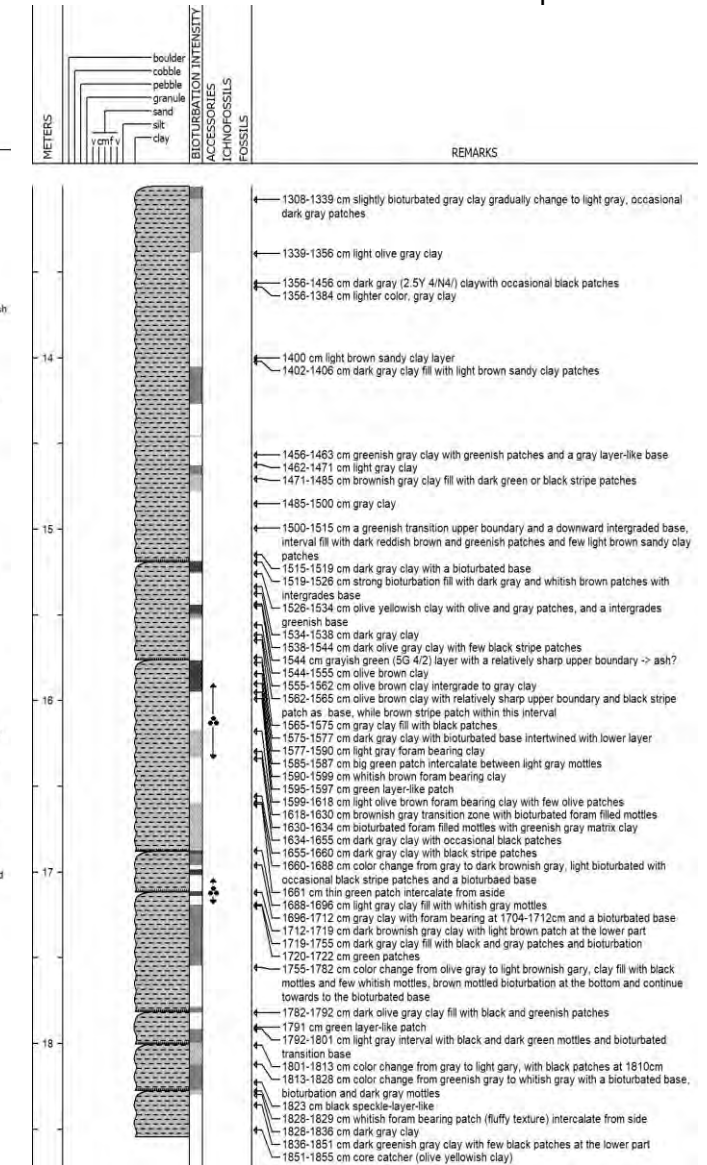 boulder
cobble
pebble
granule
sand
silt
v c m f v
clay
METERS
BIOTURBATION INTENSITY
ACCESSORIES
ICHNOFOSSILS
FOSSILS
REMARKS
1308-1339 cm slightly bioturbated gray clay gradually change to light gray, occasional
dark gray patches
1339-1356 cm light olive gray clay
1356-1456 cm dark gray (2.5Y 4/N4/) claywith occasional black patches
1356-1384 cm lighter color, gray clay
14
1400 cm light brown sandy clay layer
1402-1406 cm dark gray clay fill with light brown sandy clay patches
1456-1463 cm greenish gray clay with greenish patches and a gray layer-like base
1462-1471 cm light gray clay
1471-1485 cm brownish gray clay fill with dark green or black stripe patches
1485-1500 cm gray clay
15
1500-1515 cm a greenish transition upper boundary and a downward intergraded base,
interval fill with dark reddish brown and greenish patches and few light brown sandy clay
patches
1515-1519 cm dark gray clay with a bioturbated base
1519-1526 cm strong bioturbation fill with dark gray and whitish brown patches with
intergrades base
1526-1534 cm olive yellowish clay with olive and gray patches, and a intergrades
greenish base
1534-1538 cm dark gray clay
1538-1544 cm dark olive gray clay with few black stripe patches
1544 cm grayish green (5G 4/2) layer with a relatively sharp upper boundary -> ash?
1544-1555 cm olive brown clay
1555-1562 cm olive brown clay intergrade to gray clay
1562-1565 cm olive brown clay with relatively sharp upper boundary and black stripe
patch as base, while brown stripe patch within this interval
16
1565-1575 cm gray clay fill with black patches
1575-1577 cm dark gray clay with bioturbated base intertwined with lower layer
1577-1590 cm light gray foram bearing clay
1585-1587 cm big green patch intercalate between light gray mottles
1590-1599 cm whitish brown foram bearing clay
1595-1597 cm green layer-like patch
1599-1618 cm light olive brown foram bearing clay with few olive patches
1618-1630 cm brownish gray transition zone with bioturbated foram filled mottles
1630-1634 cm bioturbated foram filled mottles with greenish gray matrix clay
1634-1655 cm dark gray clay with occasional black patches
1655-1660 cm dark gray clay with black stripe patches
1660-1688 cm color change from gray to dark brownish gray, light bioturbated with
occasional black stripe patches and a bioturbaed base
17
1661 cm thin green patch intercalate from aside
1688-1696 cm light gray clay fill with whitish gray mottles
1696-1712 cm gray clay with foram bearing at 1704-1712cm and a bioturbated base
1712-1719 cm dark brownish gray clay with light brown patch at the lower part
1719-1755 cm dark gray clay fill with black and gray patches and bioturbation
1720-1722 cm green patches
1755-1782 cm color change from olive gray to light brownish gary, clay fill with black
mottles and few whitish mottles, brown mottled bioturbation at the bottom and continue
towards to the bioturbated base
1782-1792 cm dark olive gray clay fill with black and greenish patches
1791 cm green layer-like patch
1792-1801 cm light gray interval with black and dark green mottles and bioturbated
transition base
18
1801-1813 cm color change from gray to light gary, with black patches at 1810cm
1813-1828 cm color change from greenish gray to whitish gray with a bioturbated base,
bioturbation and dark gray mottles
1823 cm black speckle-layer-like
1828-1829 cm whitish foram bearing patch (fluffy texture) intercalate from side
1828-1836 cm dark gray clay
1836-1851 cm dark greenish gray clay with few black patches at the lower part
1851-1855 cm core catcher (olive yellowish clay)